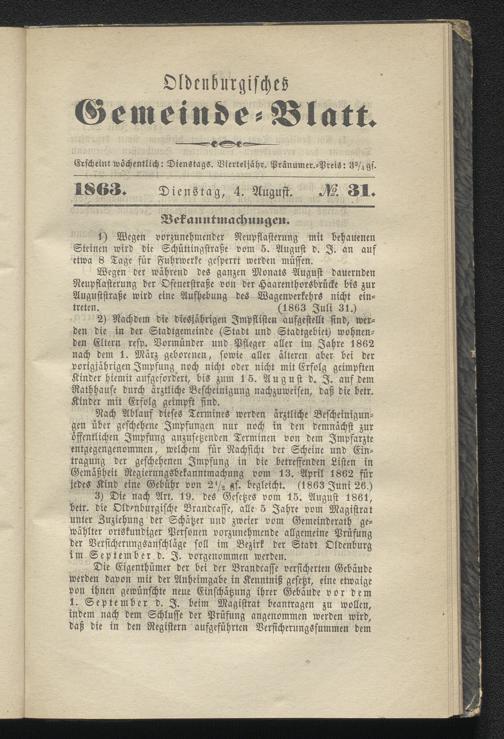 Oldenburgisches
Gemeinde-Blatt.
Erscheint wöchentlich: Dienstags. Vierteljähr. Pränumer.-Preis: 3¾ gſ.
1863. Dienstag, 4. August. № 31.
Bekanntmachungen.
1) Wegen vorzunehmender Neupflasterung mit behauenen
Steinen wird die Schüttingstraße vom 5. August d. J. an auf
etwa 8 Tage für Fuhrwerke gesperrt werden müssen.
Wegen der während des ganzen Monats August dauernden
Neupflasterung der Ofenerstraße von der Haarenthorsbrücke bis zur
Auguststraße wird eine Aufhebung des Wagenverkehrs nicht ein-
treten. (1863 Juli 31.)
2) Nachdem die diesjährigen Impflisten aufgestellt sind, wer-
den die in der Stadtgemeinde (Stadt und Stadtgebiet) wohnen-
den Eltern resp. Vormünder und Pfleger aller im Jahre 1862
nach dem 1. März geborenen, sowie aller älteren aber bei der
vorigjährigen Impfung noch nicht oder nicht mit Erfolg geimpften
Kinder hiemit aufgefordert, bis zum 15. August d. J. auf dem
Rathhause durch ärztliche Bescheinigung nachzuweisen, daß die betr.
Kinder mit Erfolg geimpft sind.
Nach Ablauf dieses Termines werden ärztliche Bescheinigun-
gen über geschehene Impfungen nur noch in den demnächst zur
öffentlichen Impfung anzusetzenden Terminen von dem Impfarzte
entgegengenommen, welchem für Nachsicht der Scheine und Ein-
tragung der geschehenen Impfung in die betreffenden Listen in
Gemäßheit Regierungsbekanntmachung vom 13. April 1862 für
jedes Kind eine Gebühr von 2½ gſ. begleicht. (1863 Juni 26.)
3) Die nach Art. 19. des Gesetzes vom 15. August 1861,
betr. die Oldenburgische Brandcasse, alle 5 Jahre vom Magistrat
unter Zuziehung der Schätzer und zweier vom Gemeinderath ge-
wählter ortskundiger Personen vorzunehmende allgemeine Prüfung
der Versicherungsanschläge soll im Bezirk der Stadt Oldenburg
im September d. J. vorgenommen werden.
Die Eigenthümer der bei der Brandcasse versicherten Gebäude
werden davon mit der Anheimgabe in Kenntniß gesetzt, eine etwaige
von ihnen gewünschte neue Einschätzung ihrer Gebäude vor dem
1. September d. J. beim Magistrat beantragen zu wollen,
indem nach dem Schlusse der Prüfung angenommen werden wird,
daß die in den Registern aufgeführten Versicherungssummen dem